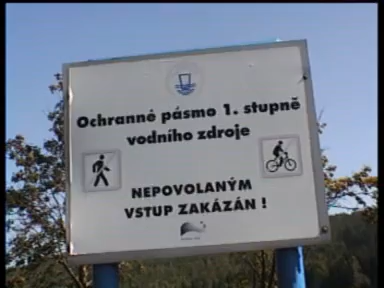 Ochranné pásmo 1. stupně
vodního zdroje
NEPOVOLANÝM
VSTUP ZAKÁZÁN !